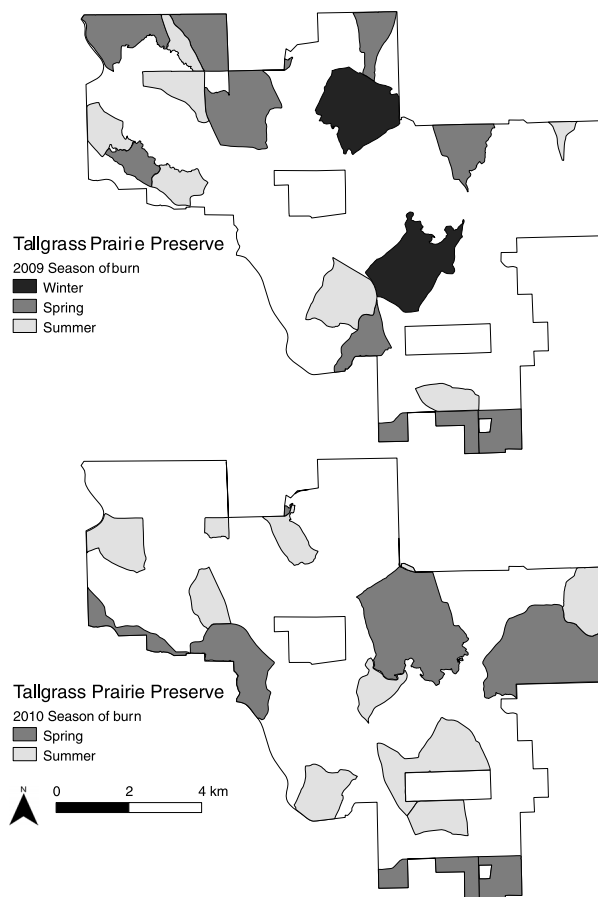 Tallgrass Prairie Preserve
2009 Season of burn
Winter
Spring
Summer
Tallgrass Prairie Preserve
2010 Season of burn
Spring
Summer
N
0 2 4 km